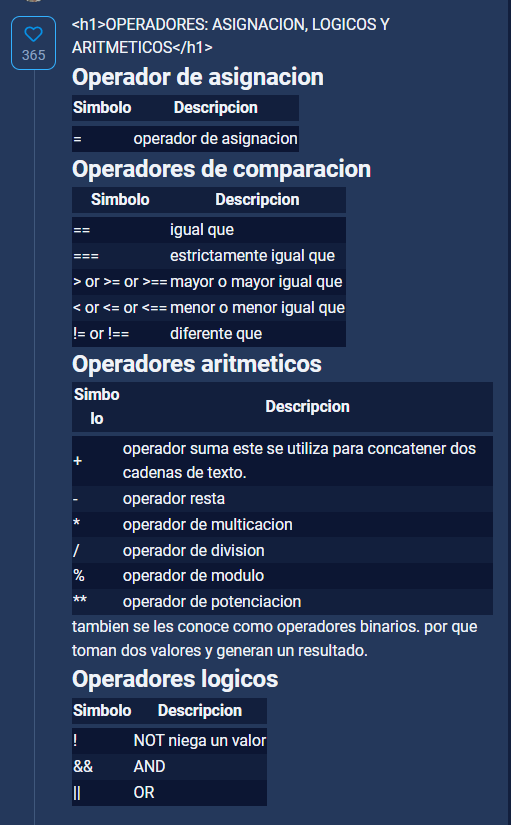 365
<h1>OPERADORES: ASIGNACION, LOGICOS Y
ARITMETICOS</h1>
Operador de asignacion
Simbolo Descripcion
= operador de asignacion
Operadores de comparacion
Simbolo Descripcion
== igual que
=== estrictamente igual que
> or >= or >== mayor o mayor igual que
< or <= or <== menor o menor igual que
!= or !== diferente que
Operadores aritmeticos
Simbo
lo
Descripcion
+ operador suma este se utiliza para concatener dos
cadenas de texto.
- operador resta
* operador de multicacion
/ operador de division
% operador de modulo
** operador de potenciacion
tambien se les conoce como operadores binarios. por que
toman dos valores y generan un resultado.
Operadores logicos
Simbolo Descripcion
! NOT niega un valor
&& AND
|| OR